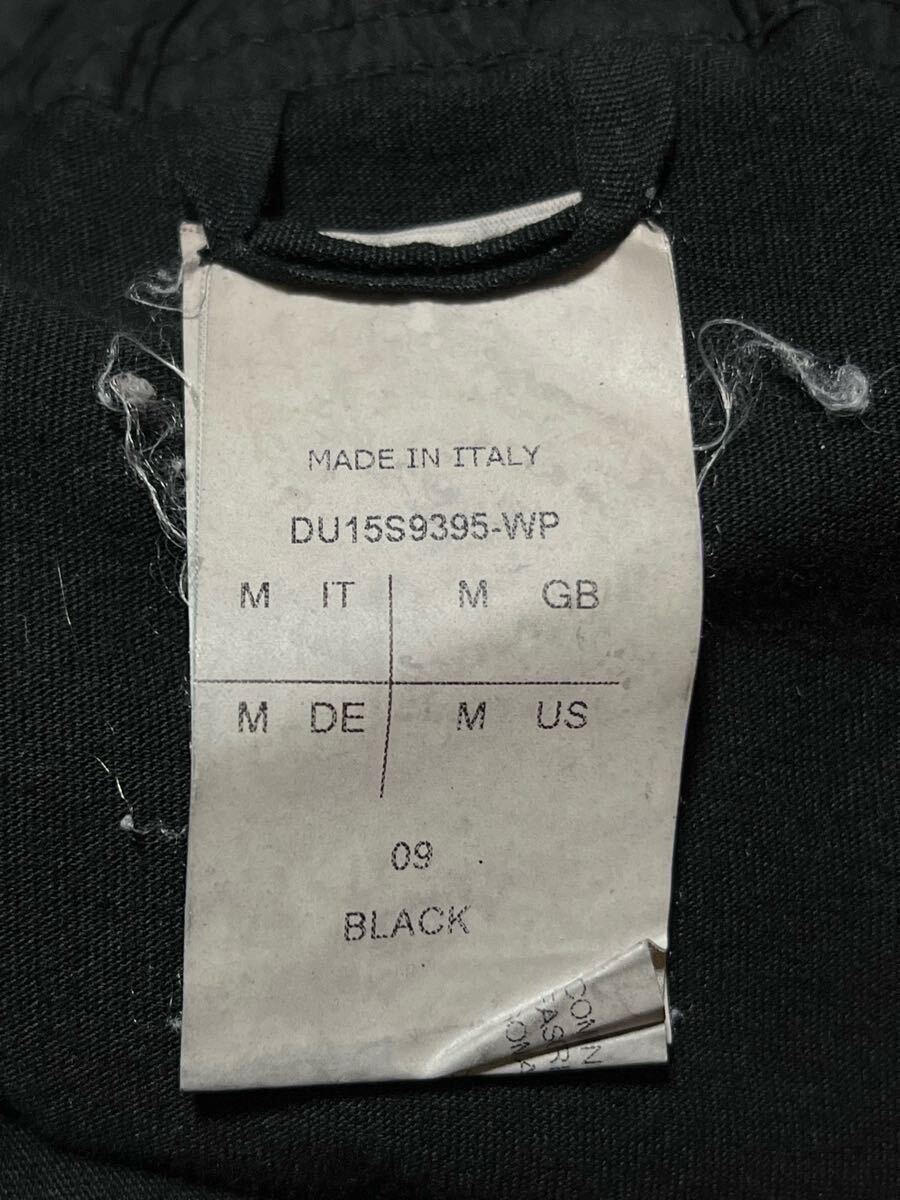 MADE IN ITALY
DU15S9395-WP
M IT M GB
M DE M US
09
BLACK